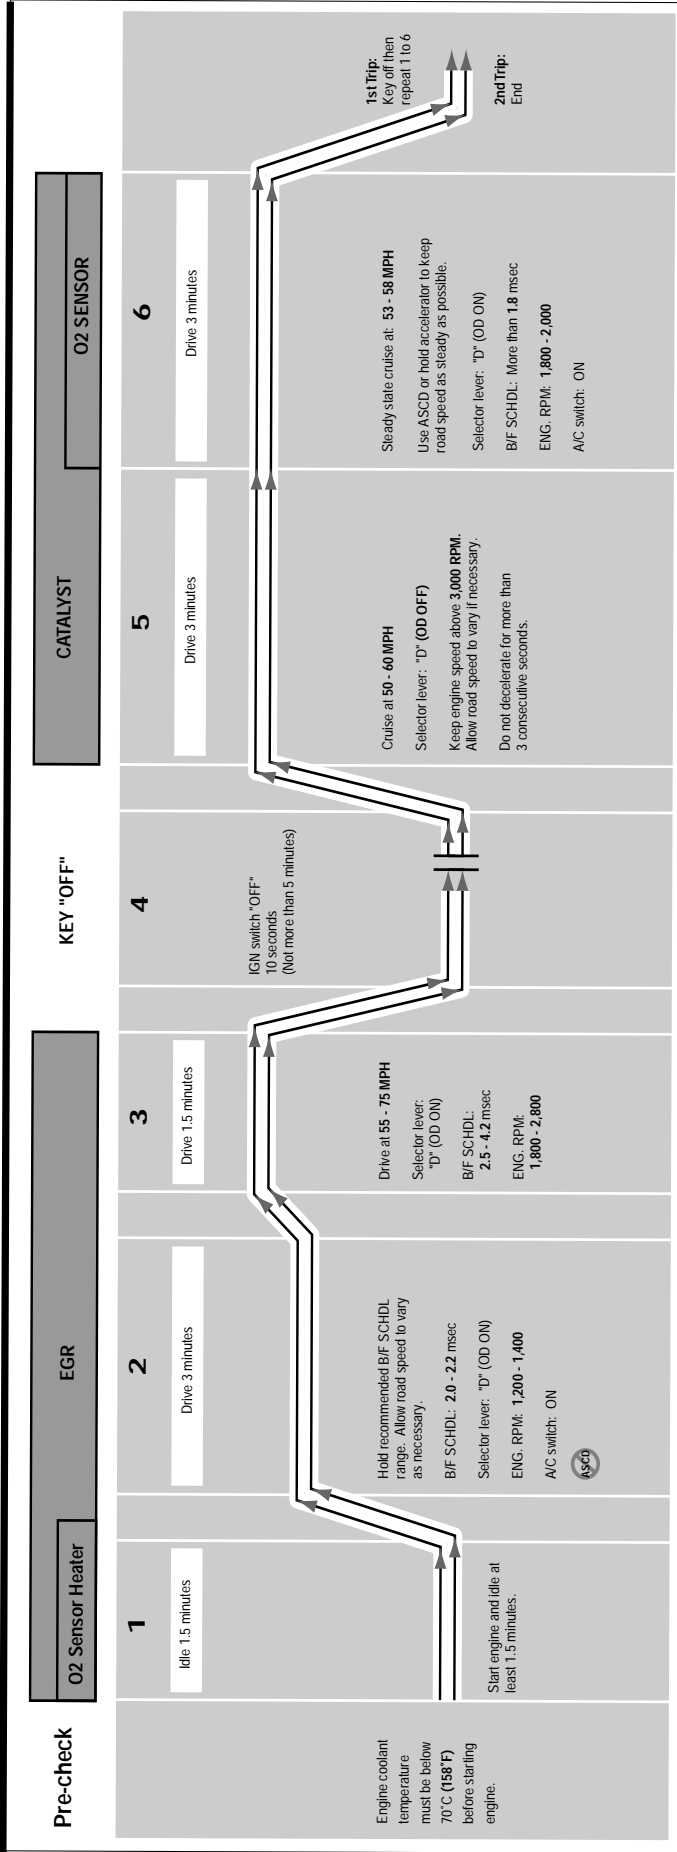 Pre-check
EGR
O2 Sensor Heater
KEY "OFF"
CATALYST
O2 SENSOR
Engine coolant
temperature
must be below
70˚C (158˚F)
before starting
engine.
1
Idle 1.5 minutes
Start engine and idle at
least 1.5 minutes.
2
Drive 3 minutes
Hold recommended B/F SCHDL
range. Allow road speed to vary
as necessary.
B/F SCHDL: 2.0 - 2.2 msec
Selector lever: "D" (OD ON)
ENG. RPM: 1,200 - 1,400
A/C switch: ON
ASCD
3
Drive 1.5 minutes
Drive at 55 - 75 MPH
Selector lever:
"D" (OD ON)
B/F SCHDL:
2.5 - 4.2 msec
ENG. RPM:
1,800 - 2,800
4
IGN switch "OFF"
10 seconds
(Not more than 5 minutes)
5
Drive 3 minutes
Cruise at 50 - 60 MPH
Selector lever: "D" (OD OFF)
Keep engine speed above 3,000 RPM.
Allow road speed to vary if necessary.
Do not decelerate for more than
3 consecutive seconds.
6
Drive 3 minutes
Steady state cruise at: 53 - 58 MPH
Use ASCD or hold accelerator to keep
road speed as steady as possible.
Selector lever: "D" (OD ON)
B/F SCHDL: More than 1.8 msec
ENG. RPM: 1,800 - 2,000
A/C switch: ON
1st Trip:
Key off then
repeat 1 to 6
2nd Trip:
End